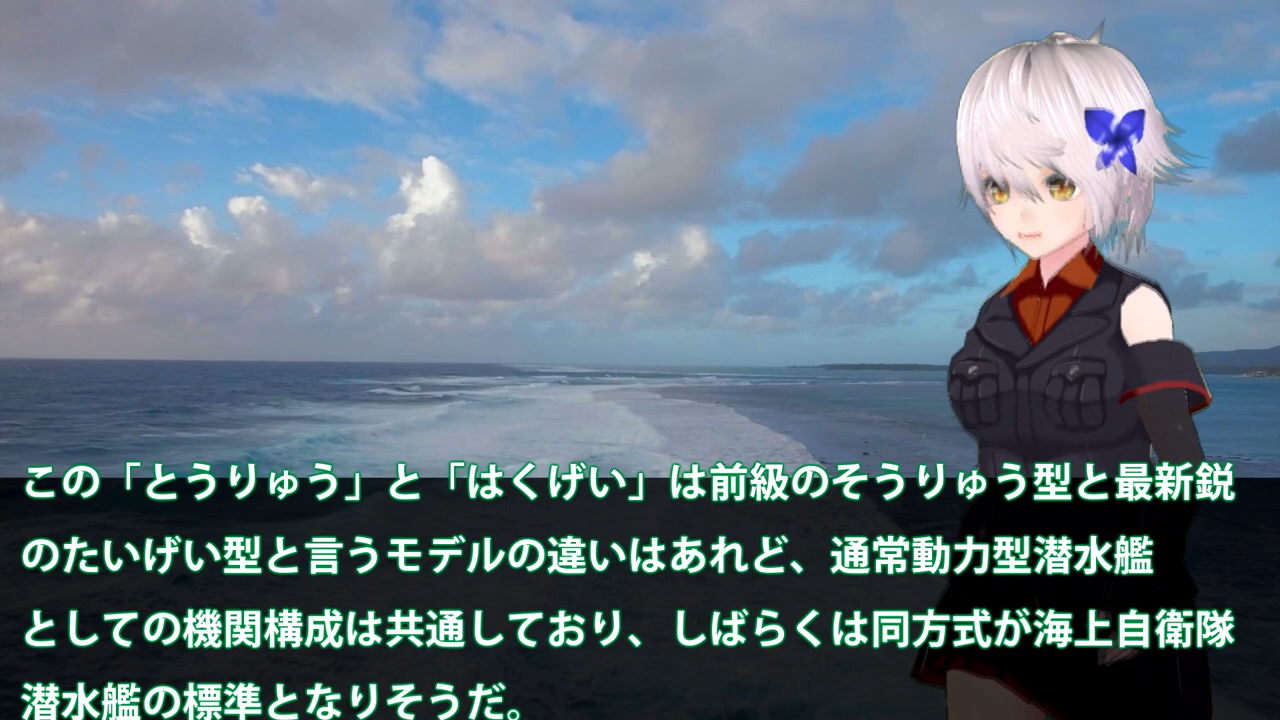 この「とうりゅう」と「はくげい」は前級のそうりゅう型と最新鋭
のたいげい型と言うモデルの違いはあれど、通常動力型潜水艦
としての機関構成は共通しており、しばらくは同方式が海上自衛隊
潜水艦の標準となりそうだ。